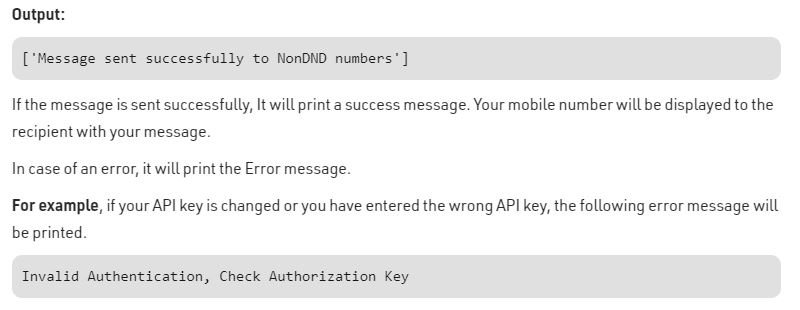 Output:
['Message sent successfully to NonDND numbers']
If the message is sent successfully, It will print a success message. Your mobile number will be displayed to the
recipient with your message.
In case of an error, it will print the Error message.
For example, if your API key is changed or you have entered the wrong API key, the following error message will
be printed.
Invalid Authentication, Check Authorization Key